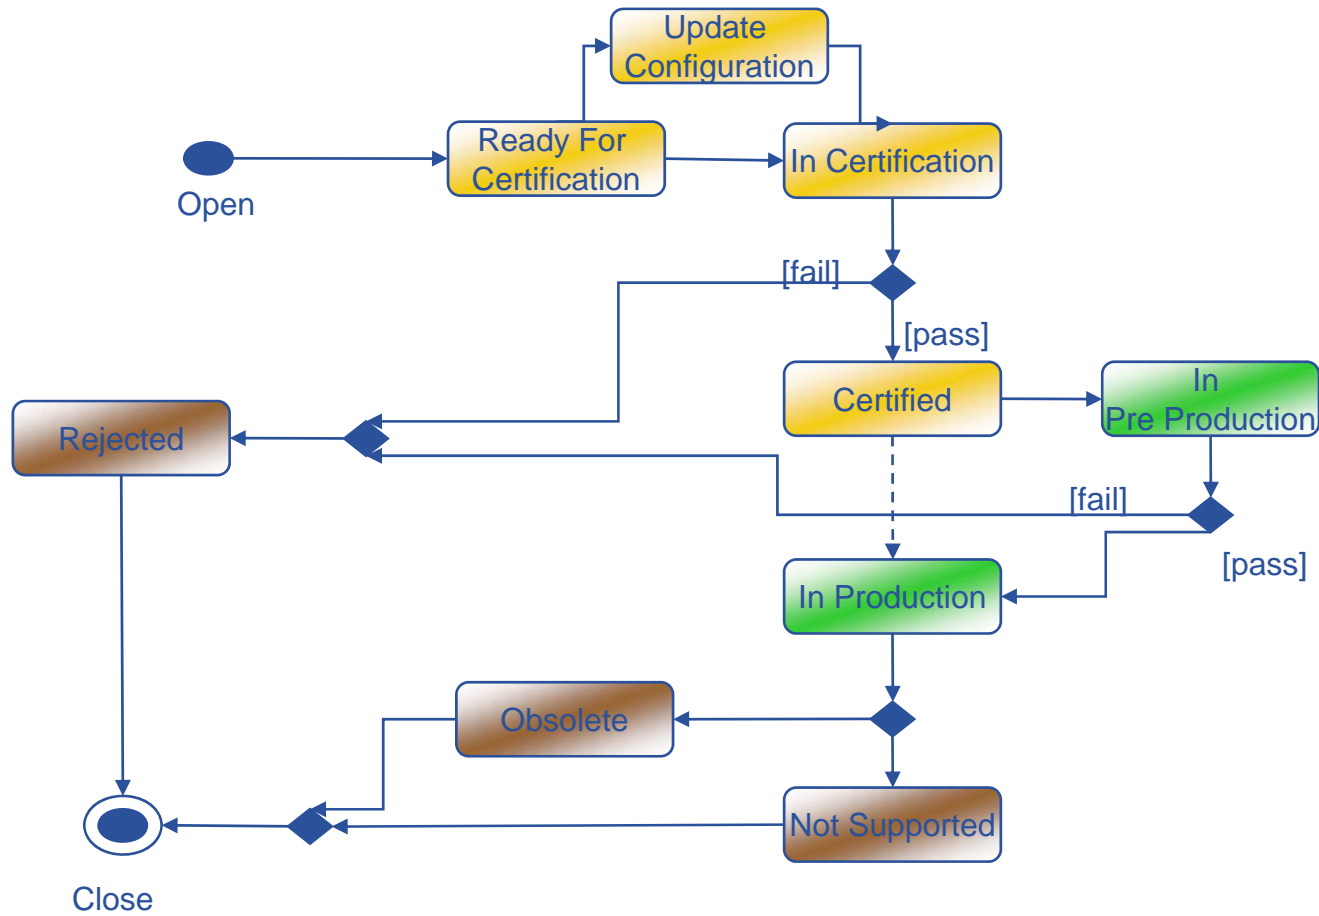 Update
Configuration
Ready For
Certification
In Certification
Open
[fail]
[pass]
Certified
In
Pre Production
Rejected
[fail]
[pass]
In Production
Obsolete
Not Supported
Close